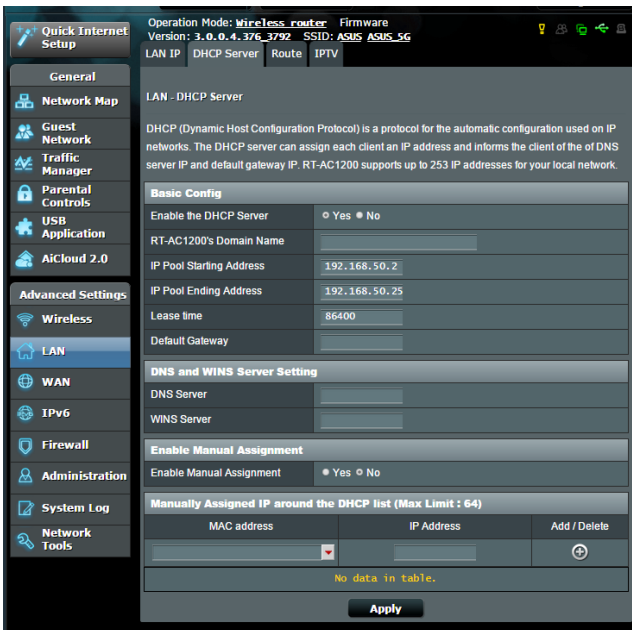 Operation Mode: Wireless router Firmware
Version: 3.0.0.4.376_3792 SSID: ASUS ASUS_5G
Quick Internet
Setup
General
Network Map
Guest
Network
Traffic
Manager
Parental
Controls
USB
Application
AiCloud 2.0
Advanced Settings
Wireless
LAN
WAN
IPv6
Firewall
Administration
System Log
Network
Tools
LAN IP DHCP Server Route IPTV
LAN - DHCP Server
DHCP (Dynamic Host Configuration Protocol) is a protocol for the automatic configuration used on IP
networks. The DHCP server can assign each client an IP address and informs the client of the of DNS
server IP and default gateway IP. RT-AC1200 supports up to 253 IP addresses for your local network.
Basic Config
Enable the DHCP Server Yes No
RT-AC1200's Domain Name
IP Pool Starting Address 192.168.50.2
IP Pool Ending Address 192.168.50.25
Lease time 86400
Default Gateway
DNS and WINS Server Setting
DNS Server
WINS Server
Enable Manual Assignment
Enable Manual Assignment Yes No
Manually Assigned IP around the DHCP list (Max Limit : 64)
MAC address IP Address Add / Delete
No data in table.
Apply